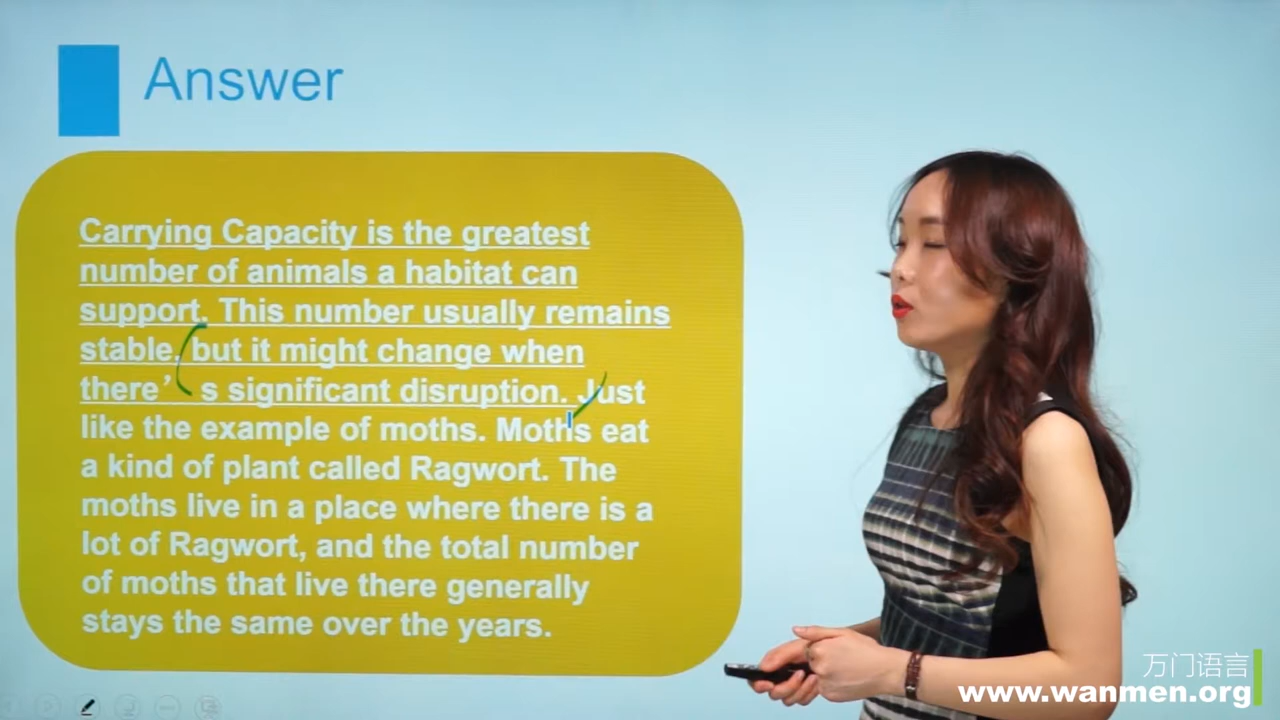 Answer
Carrying Capacity is the greatest
number of animals a habitat can
support. This number usually remains
stable, but it might change when
there’ s significant disruption. Just
like the example of moths. Moths eat
a kind of plant called Ragwort. The
moths live in a place where there is a
lot of Ragwort, and the total number
of moths that live there generally
stays the same over the years.
万门语言
www.wanmen.org